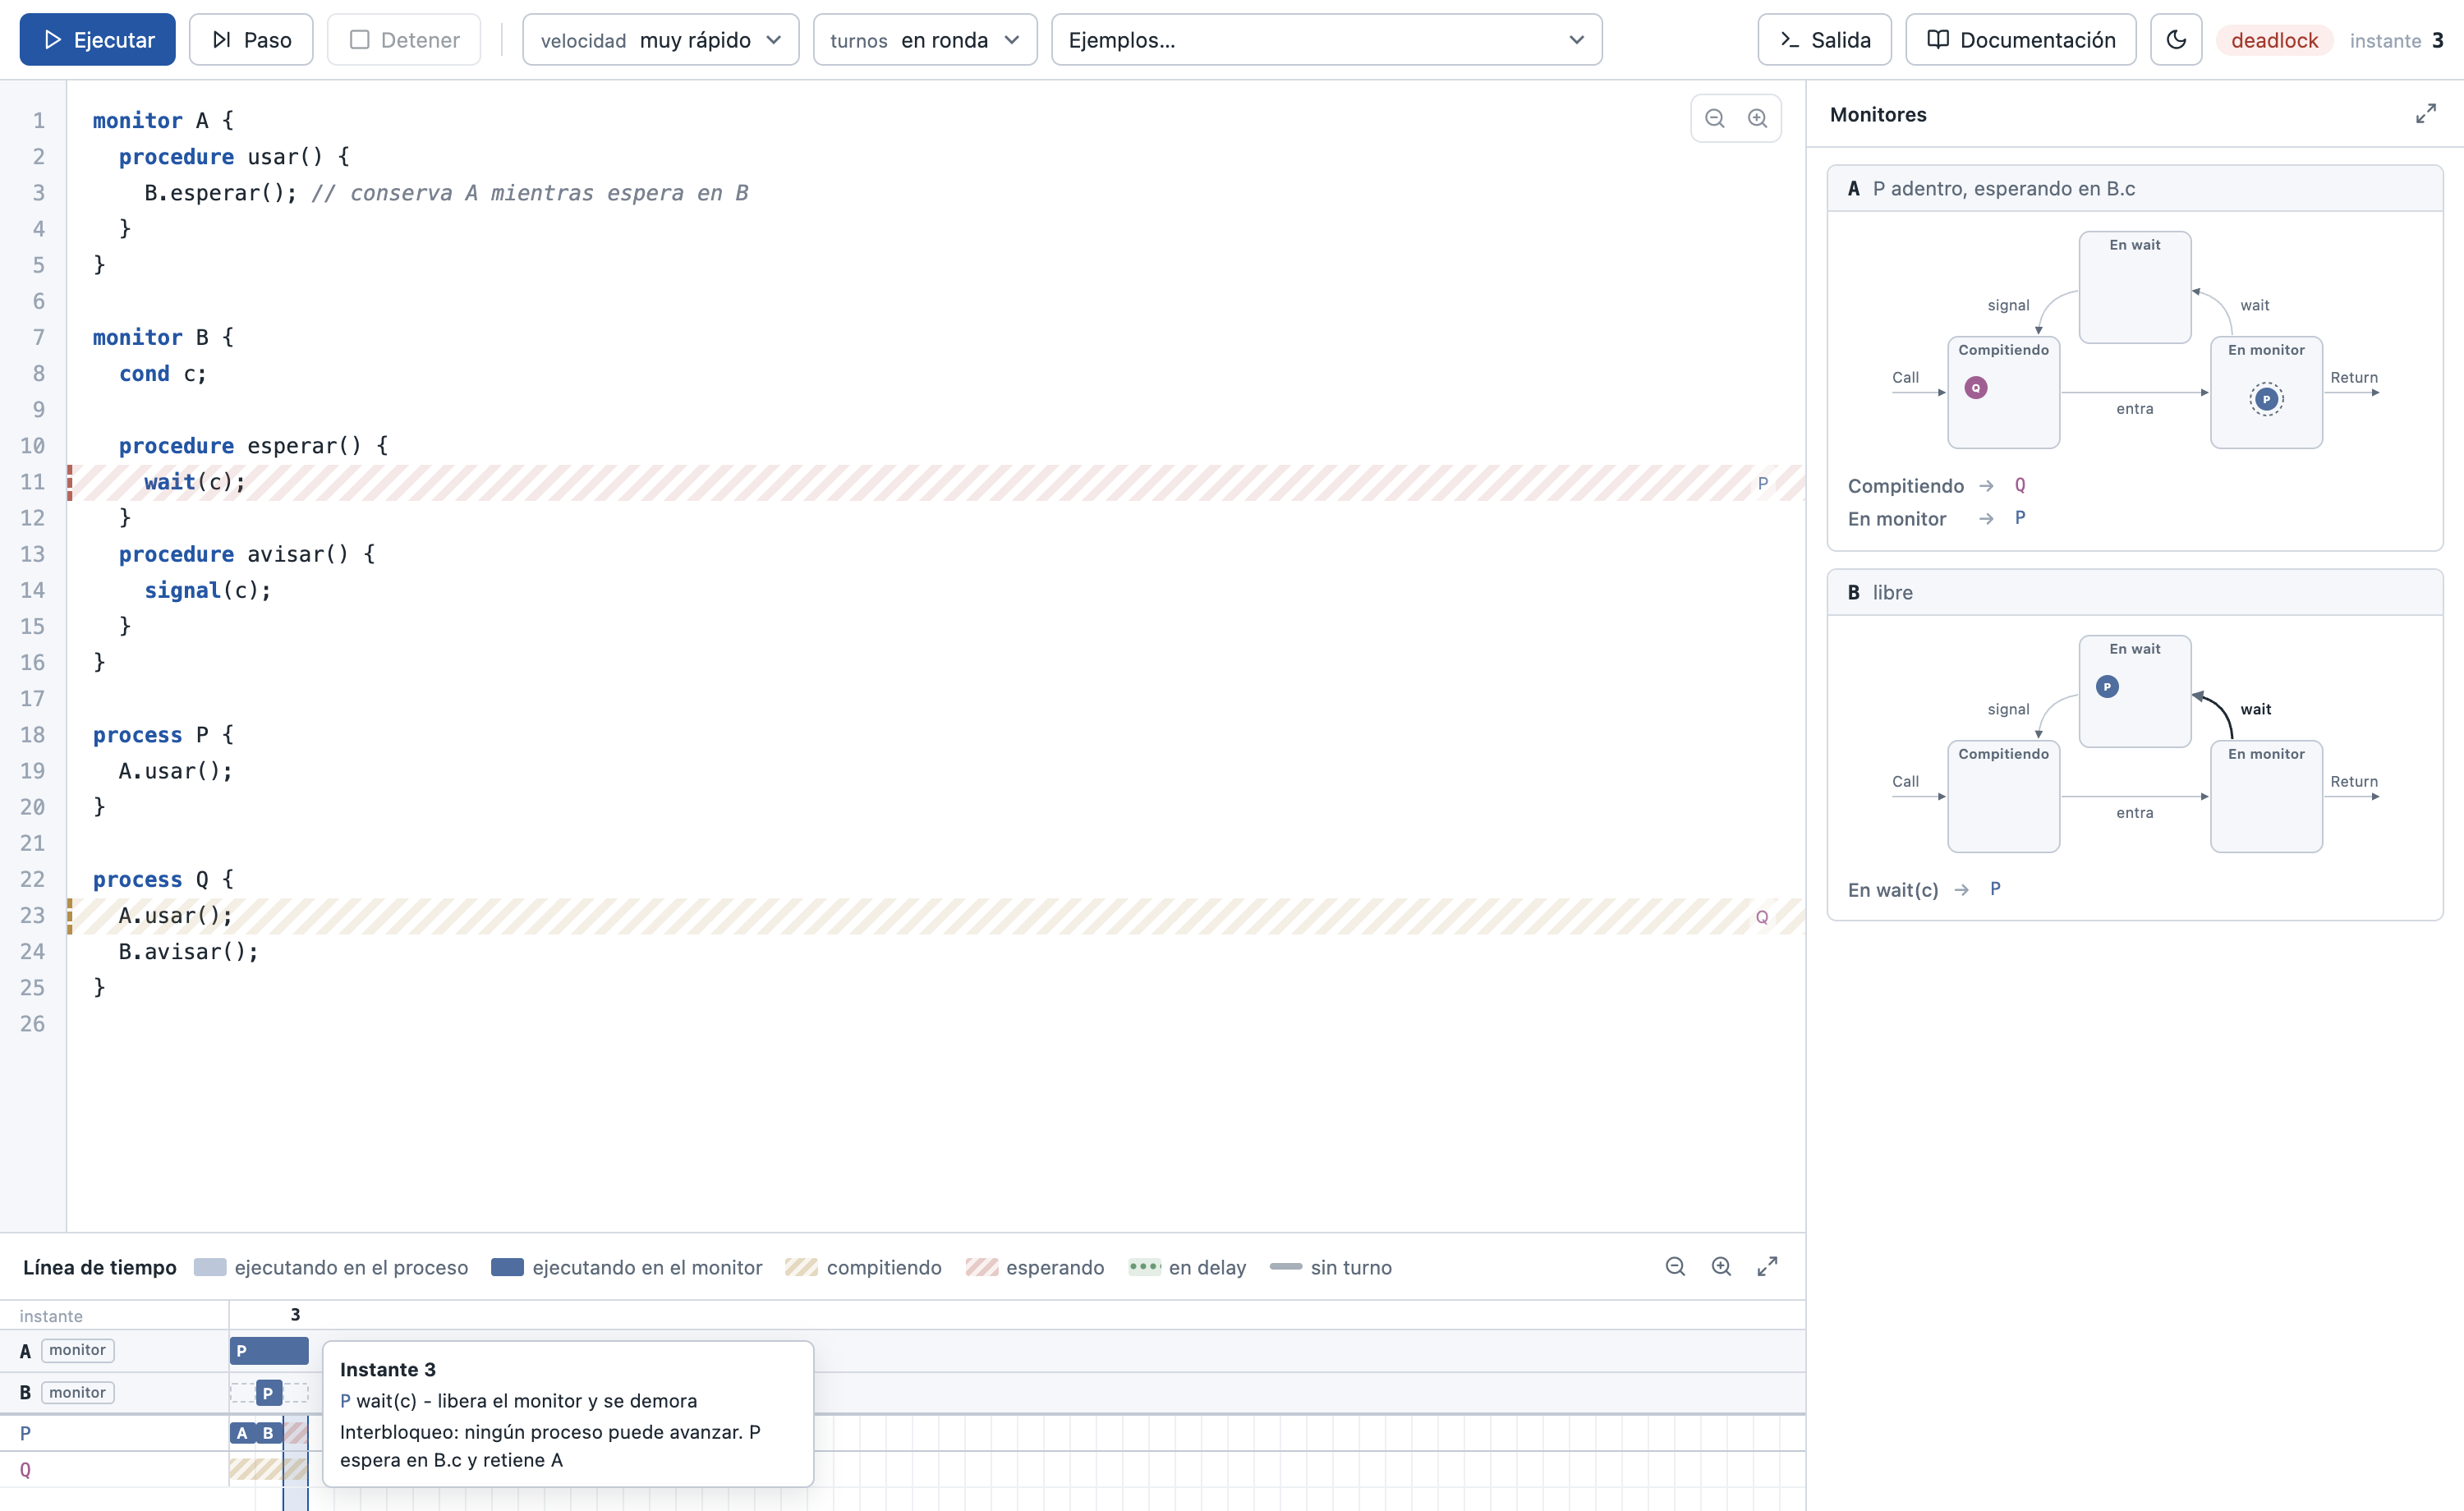 Ejecutar Paso Detener velocidad muy rápido turnos en ronda Ejemplos... Salida Documentación deadlock instante 3
1 monitor A {
2 procedure usar() {
3 B.esperar(); // conserva A mientras espera en B
4 }
5 }
6
7 monitor B {
8 cond c;
9
10 procedure esperar() {
11 wait(c); P
12 }
13 procedure avisar() {
14 signal(c);
15 }
16 }
17
18 process P {
19 A.usar();
20 }
21
22 process Q {
23 A.usar(); Q
24 B.avisar();
25 }
26
Monitores
A P adentro, esperando en B.c
En wait
signal wait
Compitiendo En monitor
Call Q P Return
entra
Compitiendo → Q
En monitor → P
B libre
En wait
P
signal wait
Compitiendo En monitor
Call Return
entra
En wait(c) → P
Línea de tiempo ejecutando en el proceso ejecutando en el monitor compitiendo esperando en delay sin turno
instante 3
A monitor P
B monitor P
P A B
Q
Instante 3
P wait(c) - libera el monitor y se demora
Interbloqueo: ningún proceso puede avanzar. P
espera en B.c y retiene A